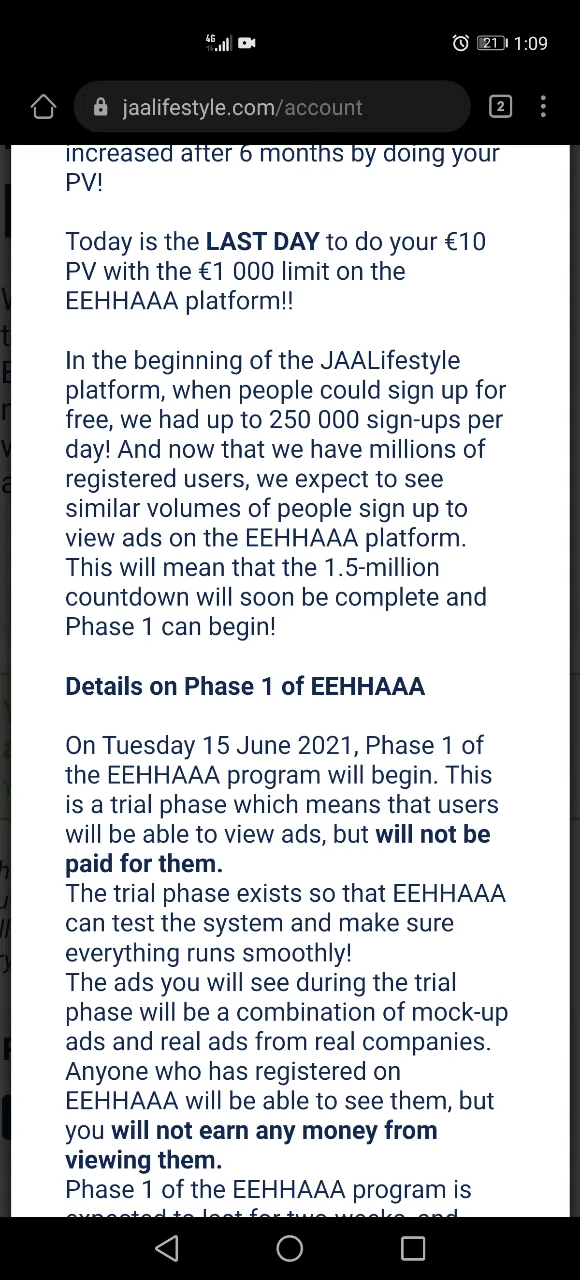 4G 21 1:09
jaalifestyle.com/account 2
increased after 6 months by doing your
PV!
Today is the LAST DAY to do your €10
PV with the €1 000 limit on the
EEHHAAA platform!!
In the beginning of the JAALifestyle
platform, when people could sign up for
free, we had up to 250 000 sign-ups per
day! And now that we have millions of
registered users, we expect to see
similar volumes of people sign up to
view ads on the EEHHAAA platform.
This will mean that the 1.5-million
countdown will soon be complete and
Phase 1 can begin!
Details on Phase 1 of EEHHAAA
On Tuesday 15 June 2021, Phase 1 of
the EEHHAAA program will begin. This
is a trial phase which means that users
will be able to view ads, but will not be
paid for them.
The trial phase exists so that EEHHAAA
can test the system and make sure
everything runs smoothly!
The ads you will see during the trial
phase will be a combination of mock-up
ads and real ads from real companies.
Anyone who has registered on
EEHHAAA will be able to see them, but
you will not earn any money from
viewing them.
Phase 1 of the EEHHAAA program is
expected to last for two weeks, and